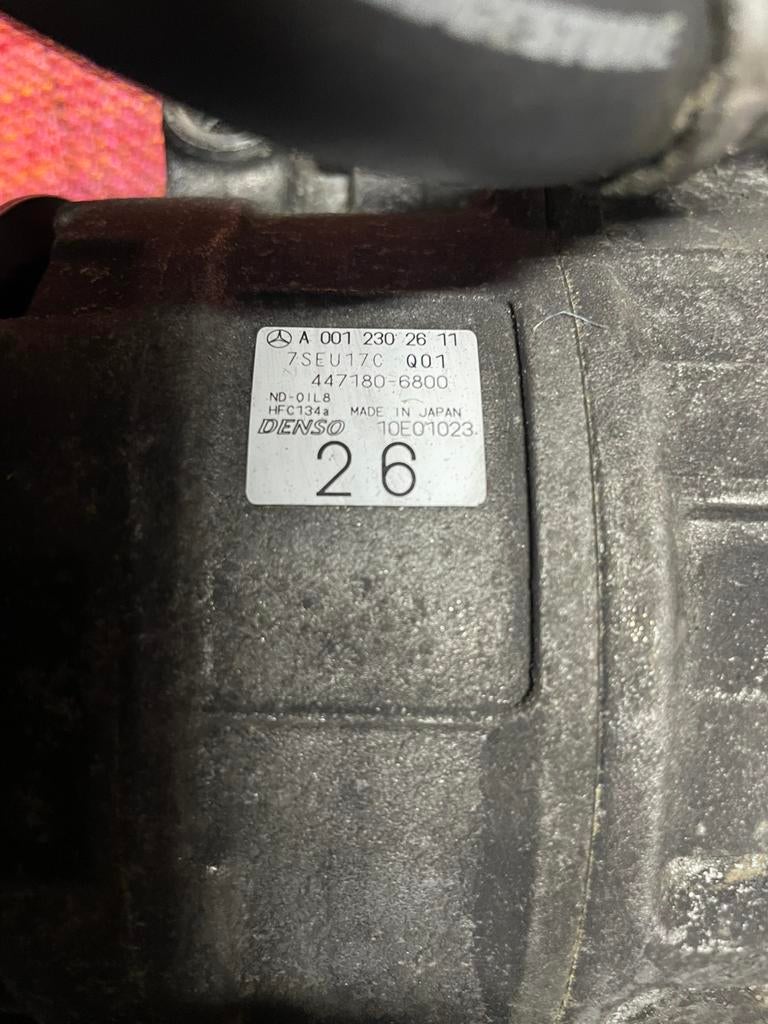 A 001 230 26 11
7SEU17C Q01
447180-6800
ND-OIL8
HFC134a MADE IN JAPAN
DENSO 10E01023
26